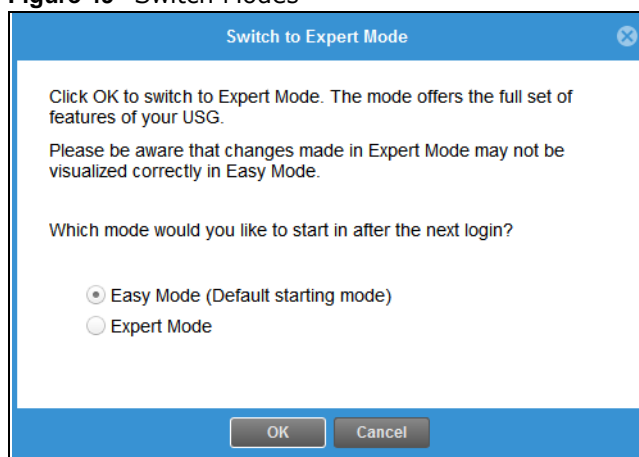 Figure Switch Modes
Switch to Expert Mode
Click OK to switch to Expert Mode. The mode offers the full set of
features of your USG.
Please be aware that changes made in Expert Mode may not be
visualized correctly in Easy Mode.
Which mode would you like to start in after the next login?
Easy Mode (Default starting mode)
Expert Mode
OK Cancel